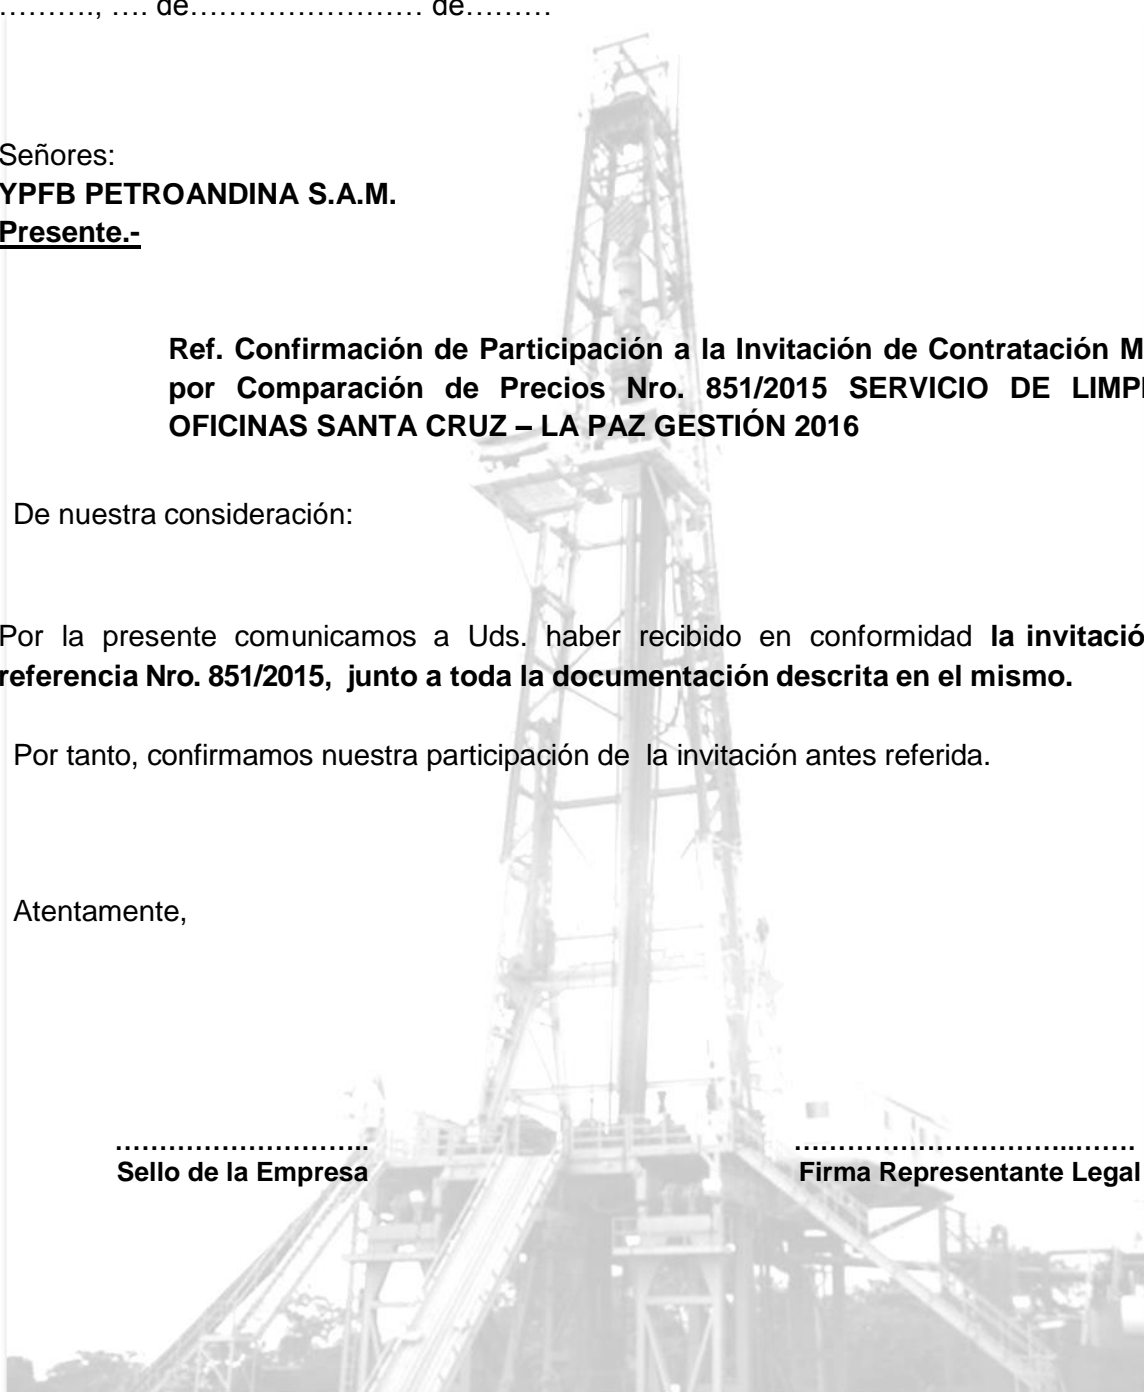 ………., …. de…………………… de………
Señores:
YPFB PETROANDINA S.A.M.
Presente.-
Ref. Confirmación de Participación a la Invitación de Contratación M
por Comparación de Precios Nro. 851/2015 SERVICIO DE LIMP
OFICINAS SANTA CRUZ – LA PAZ GESTIÓN 2016
De nuestra consideración:
Por la presente comunicamos a Uds. haber recibido en conformidad la invitació
referencia Nro. 851/2015, junto a toda la documentación descrita en el mismo.
Por tanto, confirmamos nuestra participación de la invitación antes referida.
Atentamente,
……………………….. …………………………..…….
Sello de la Empresa Firma Representante Legal